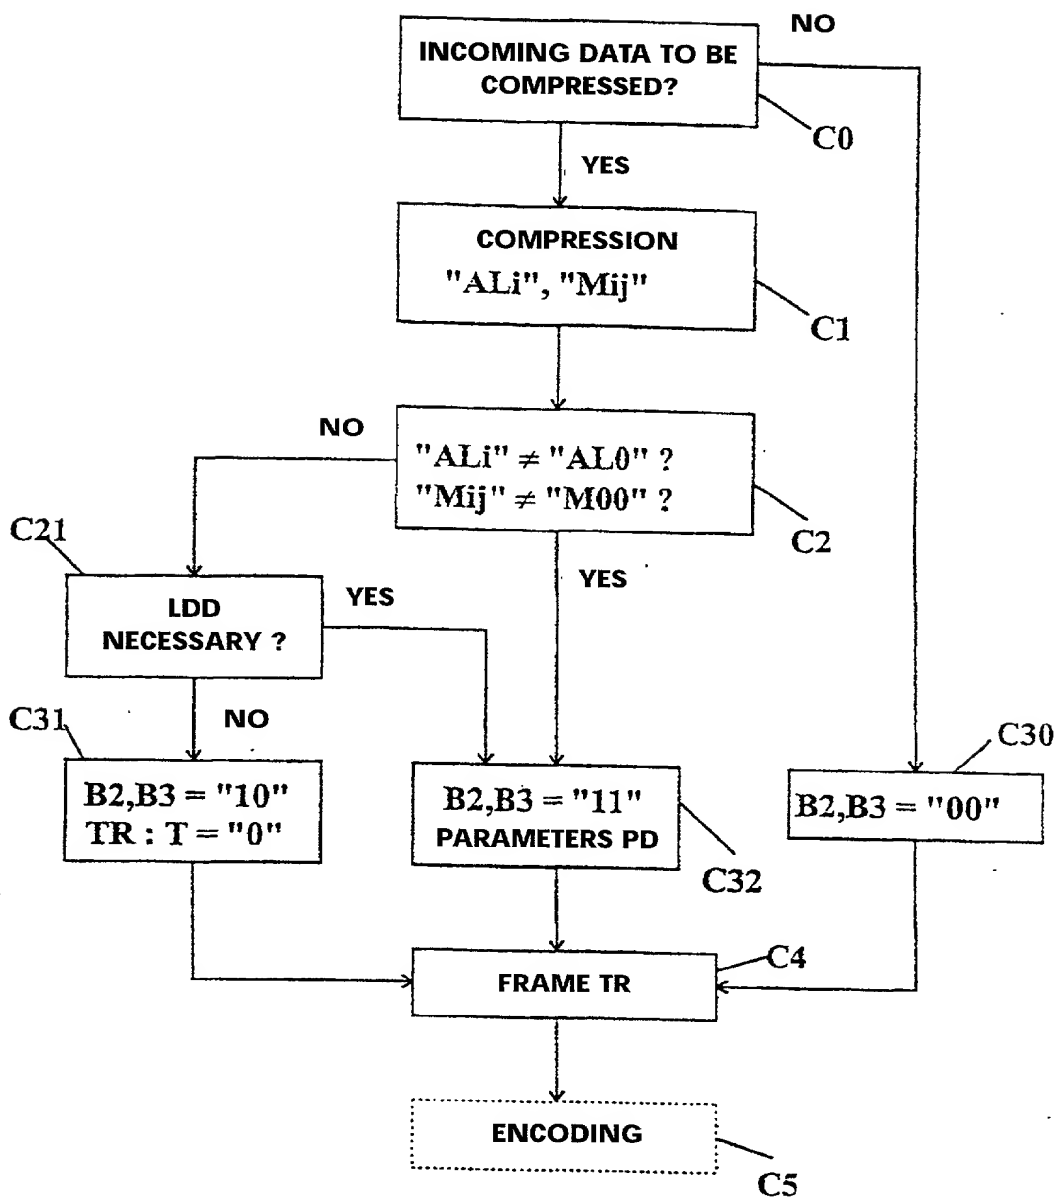 NO
INCOMING DATA TO BE
COMPRESSED?
C0
YES
COMPRESSION
"ALi", "Mij"
C1
NO
"ALi" ≠ "AL0" ?
"Mij" ≠ "M00" ?
C2
C21
YES
LDD
NECESSARY ?
YES
C31
NO
C30
B2,B3 = "10"
TR : T = "0"
B2,B3 = "11"
PARAMETERS PD
B2,B3 = "00"
C32
C4
FRAME TR
ENCODING
C5